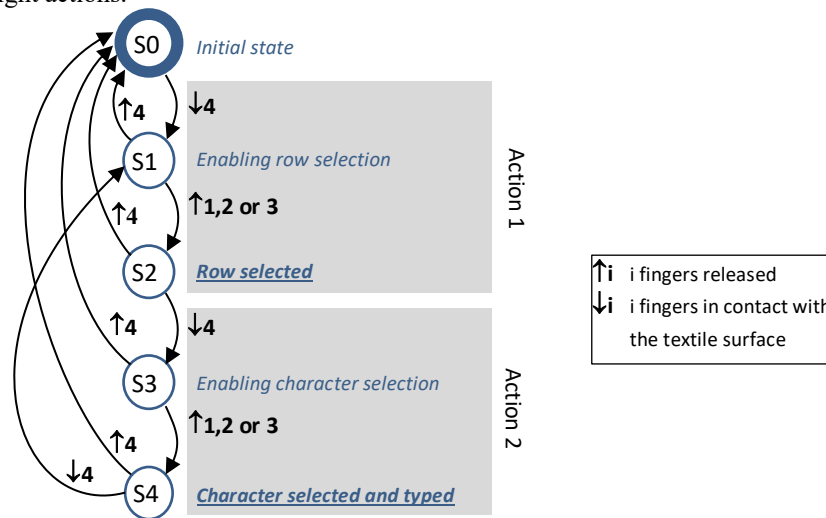 S0 Initial state
↑4 ↓4
S1 Enabling row selection
↑4 ↑1,2 or 3
S2 Row selected
Action 1
↑4 ↓4
S3 Enabling character selection
↑1,2 or 3
↑4
↓4
S4 Character selected and typed
Action 2
↑i i fingers released
↓i i fingers in contact with
the textile surface